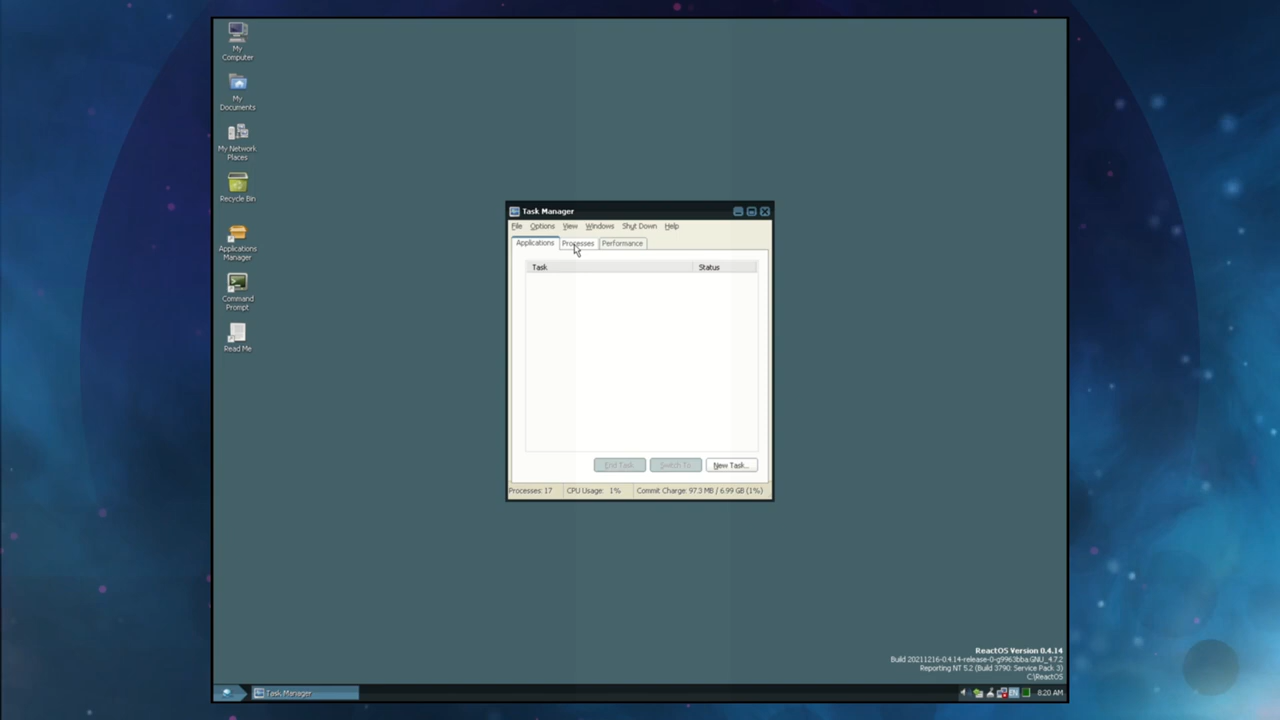 My
Computer
My
Documents
My Network
Places
Recycle Bin
Applications
Manager
Command
Prompt
Read Me
Task Manager
File Options View Windows Shut Down Help
Applications Processes Performance
Task Status
End Task Switch To New Task...
Processes: 17 CPU Usage: 1% Commit Charge: 97.3 MB / 6.99 GB (1%)
ReactOS Version 0.4.14
Build 20211216-0.4.14-release-0-g9963bba.GNU_4.7.2
Reporting NT 5.2 (Build 3790: Service Pack 3)
C:\ReactOS
Task Manager
EN
8:20 AM